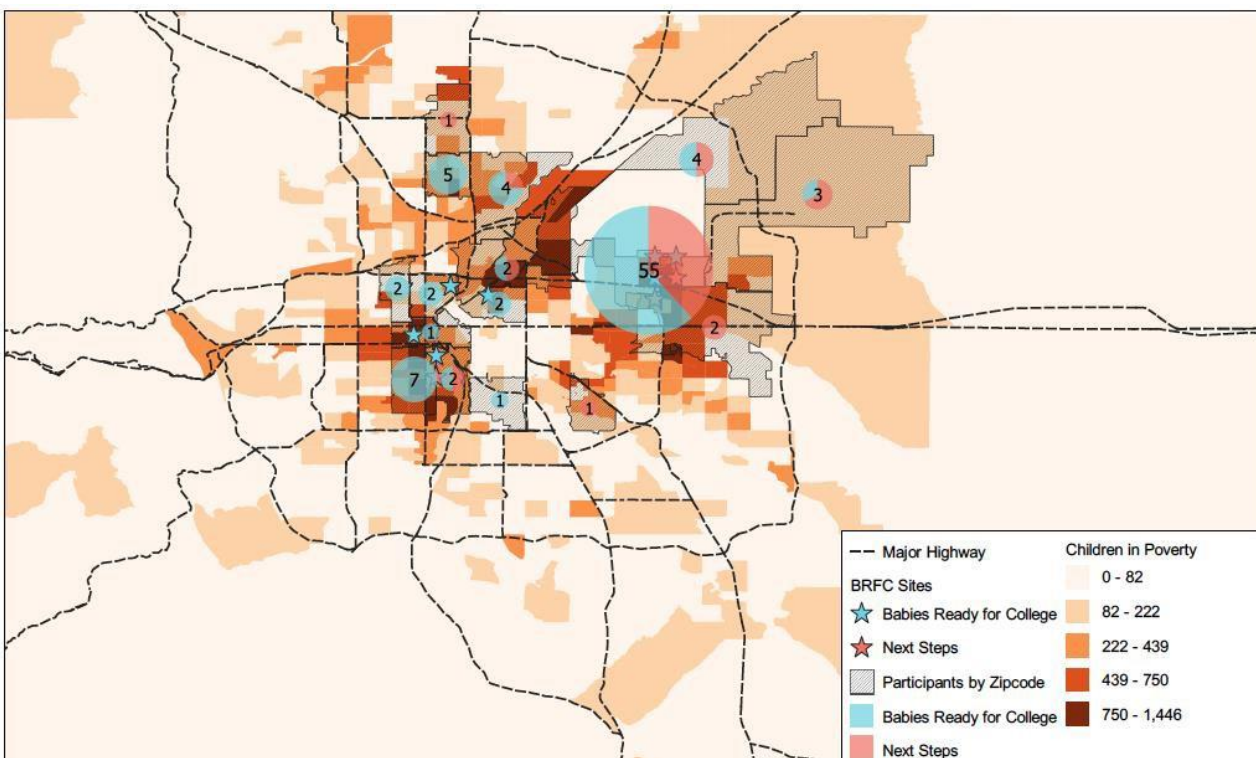 1
5
4
4
3
55
2
2
2
2
1
2
7
2
1
1
Major Highway
BRFC Sites
Babies Ready for College
Next Steps
Participants by Zipcode
Babies Ready for College
Next Steps
Children in Poverty
0 - 82
82 - 222
222 - 439
439 - 750
750 - 1,446